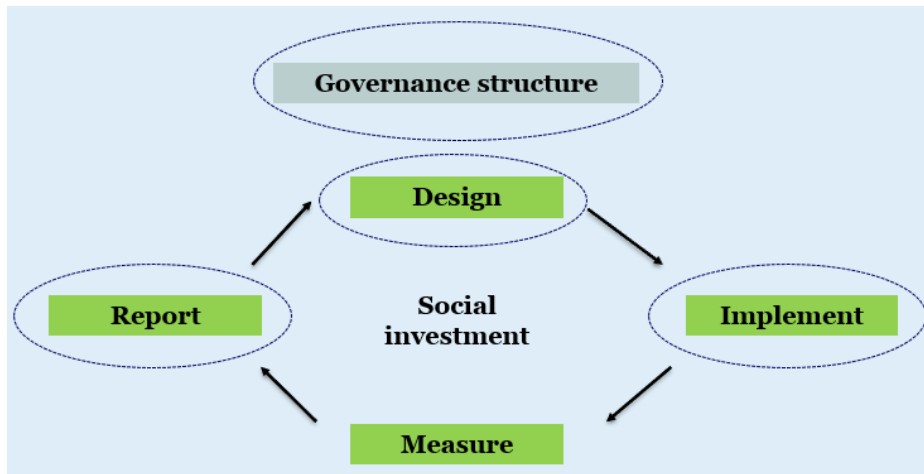 Governance structure
Design
Report
Social
investment
Implement
Measure